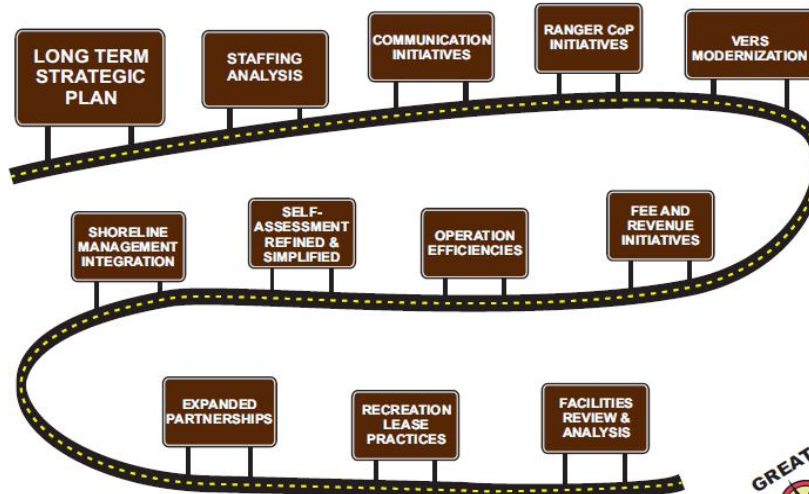 LONG TERM
STRATEGIC
PLAN
STAFFING
ANALYSIS
COMMUNICATION
INITIATIVES
RANGER CoP
INITIATIVES
VERS
MODERNIZATION
FEE AND
REVENUE
INITIATIVES
OPERATION
EFFICIENCIES
SELF-
ASSESSMENT
REFINED &
SIMPLIFIED
SHORELINE
MANAGEMENT
INTEGRATION
EXPANDED
PARTNERSHIPS
RECREATION
LEASE
PRACTICES
FACILITIES
REVIEW &
ANALYSIS
GREAT